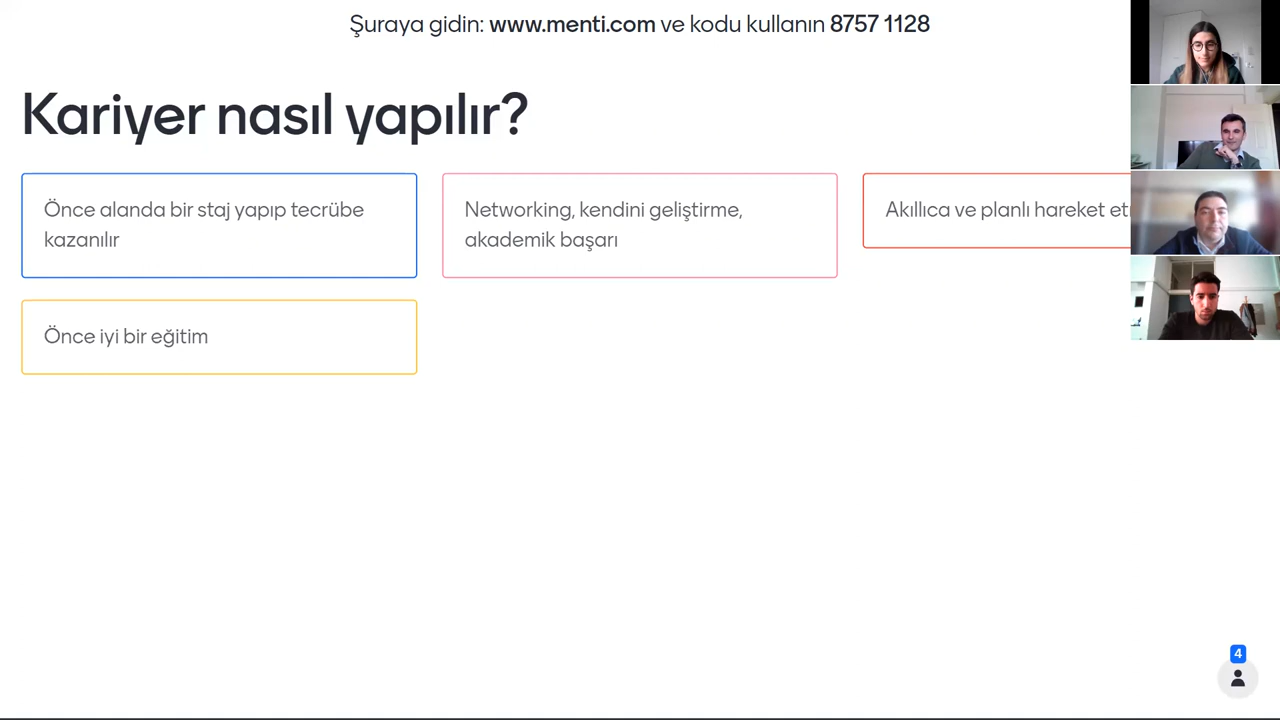 Şuraya gidin: www.menti.com ve kodu kullanın 8757 1128
Kariyer nasıl yapılır?
Önce alanda bir staj yapıp tecrübe
kazanılır
Networking, kendini geliştirme,
akademik başarı
Akıllıca ve planlı hareket
Önce iyi bir eğitim
4